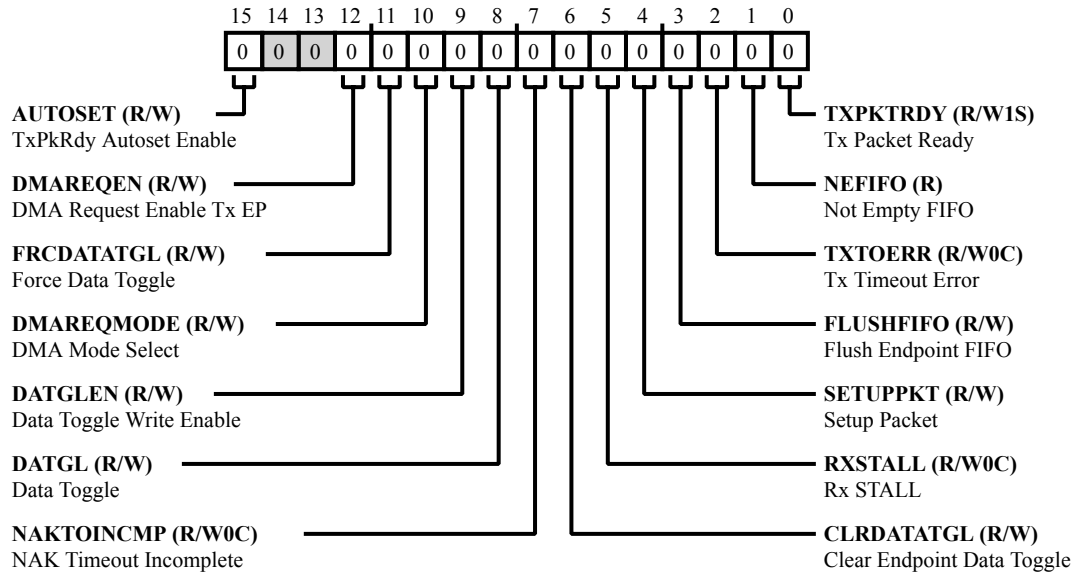 15 14 13 12 11 10 9 8 7 6 5 4 3 2 1 0
0 0 0 0 0 0 0 0 0 0 0 0 0 0 0 0
AUTOSET (R/W)
TxPkRdy Autoset Enable
DMAREQEN (R/W)
DMA Request Enable Tx EP
FRCDATATGL (R/W)
Force Data Toggle
DMAREQMODE (R/W)
DMA Mode Select
DATGLEN (R/W)
Data Toggle Write Enable
DATGL (R/W)
Data Toggle
NAKTOINCMP (R/W0C)
NAK Timeout Incomplete
TXPKTRDY (R/W1S)
Tx Packet Ready
NEFIFO (R)
Not Empty FIFO
TXTOERR (R/W0C)
Tx Timeout Error
FLUSHFIFO (R/W)
Flush Endpoint FIFO
SETUPPKT (R/W)
Setup Packet
RXSTALL (R/W0C)
Rx STALL
CLRDATATGL (R/W)
Clear Endpoint Data Toggle